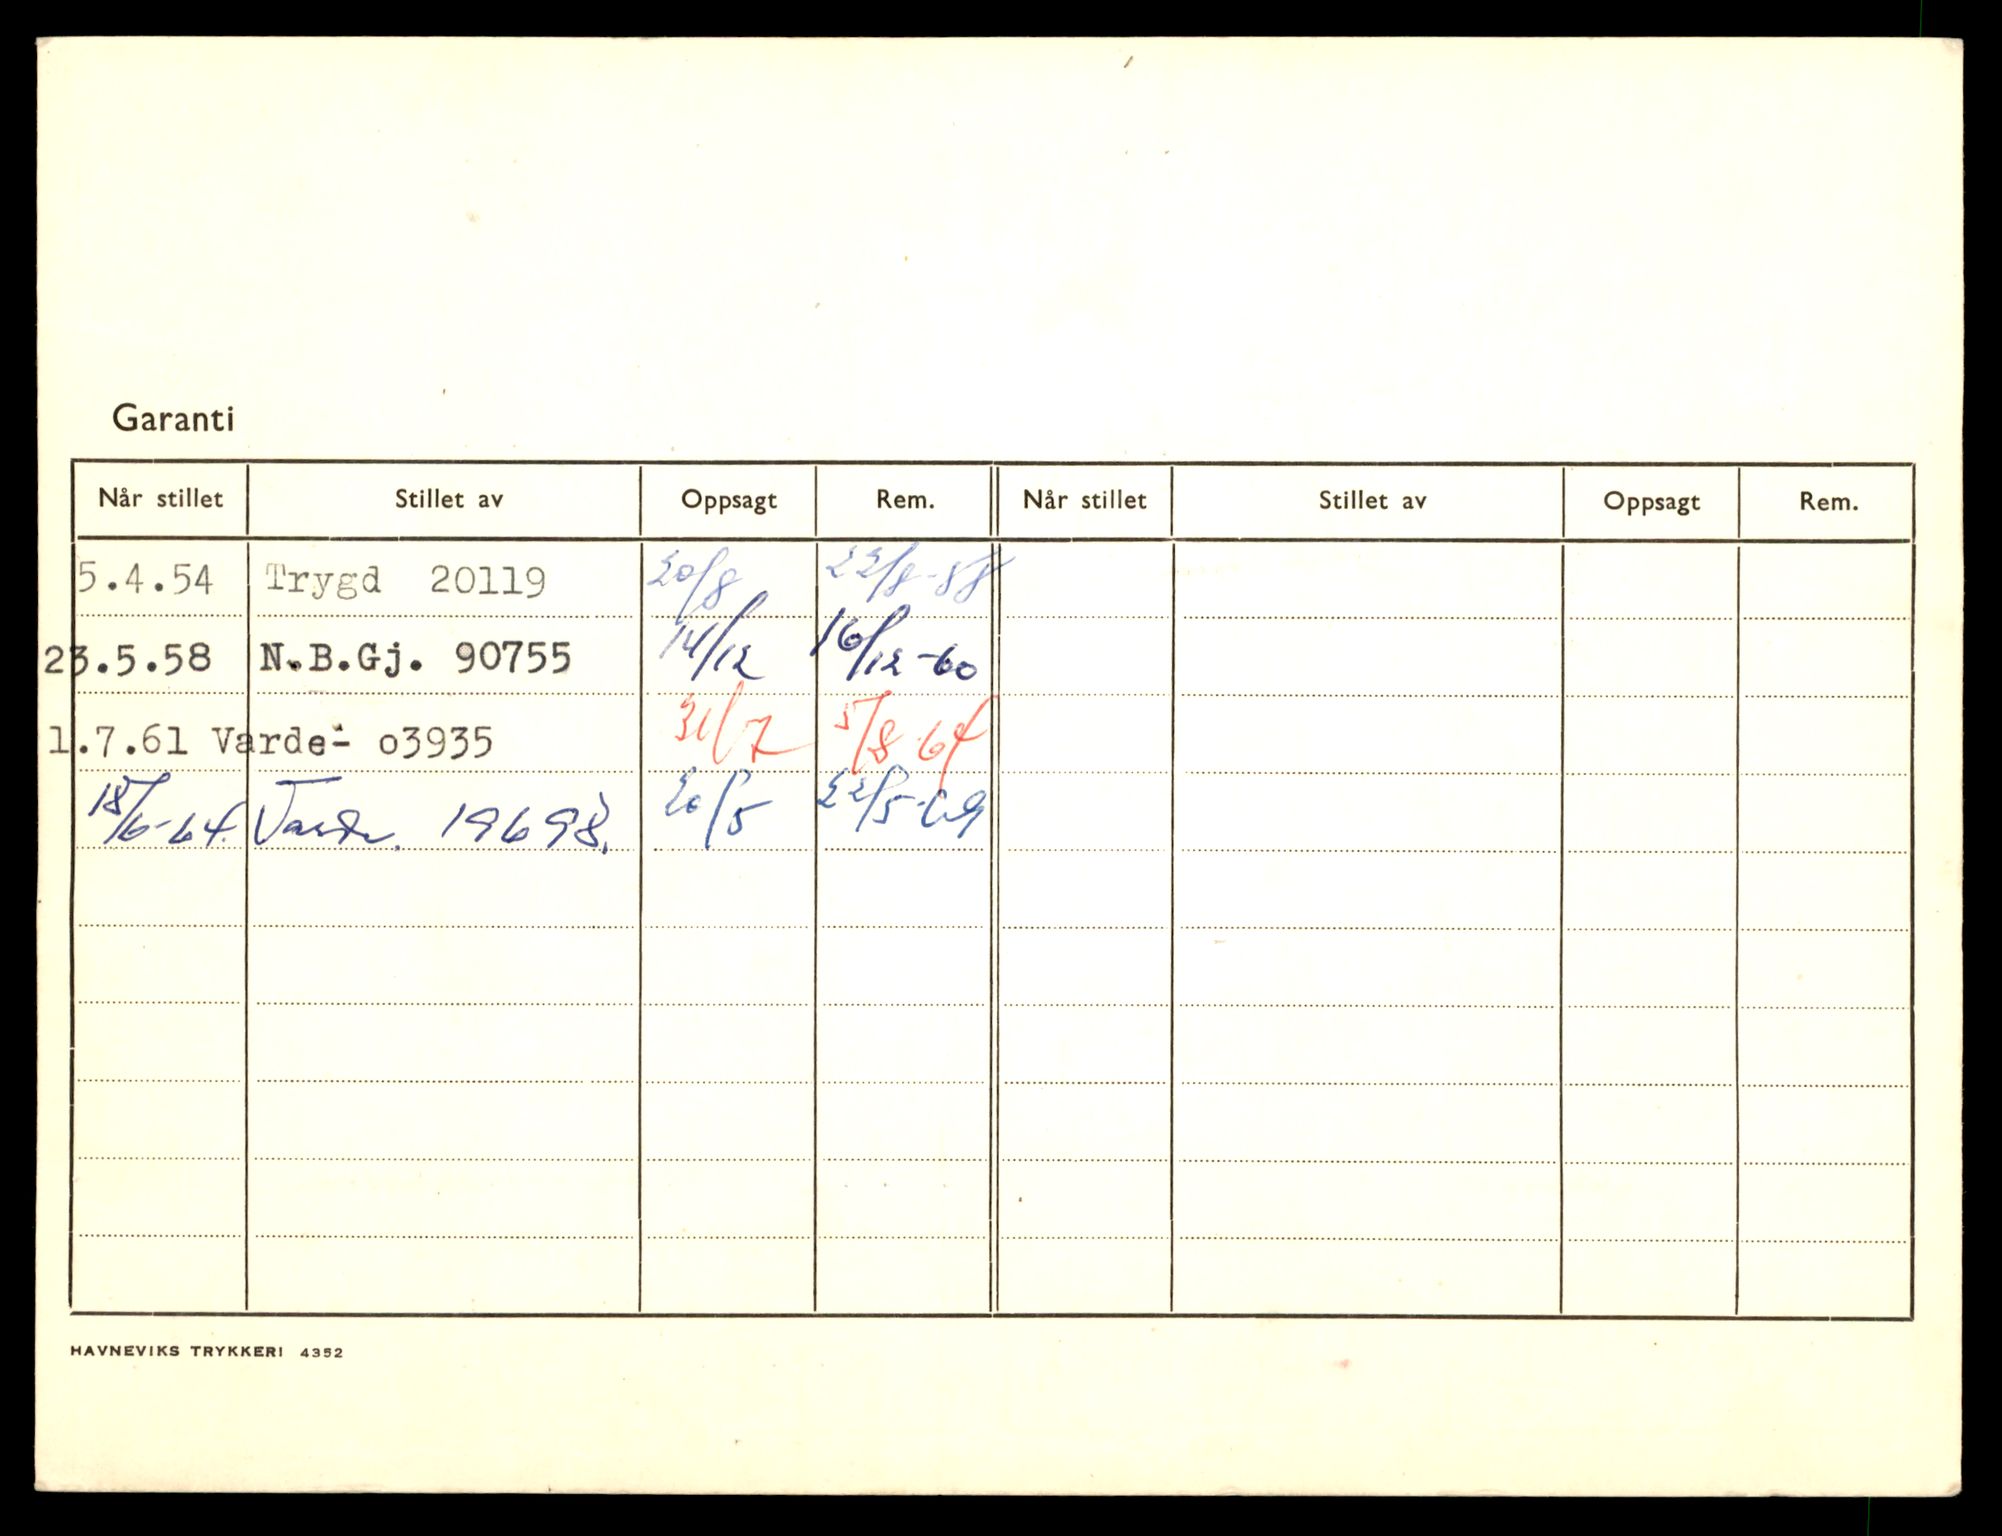 Garanti
Når stillet Stillet av Oppsagt Rem. Når stillet Stillet av Oppsagt Rem.
5.4.54 Trygd 20119 20/8 22/8-58
23.5.58 N.B.Gj. 90755 14/12 16/12-60
1.7.61 Varde- o3935 31/7 5/8-64
18/6-64. Varde. 19698. 20/5 22/5-69
HAVNEVIKS TRYKKERI 4352